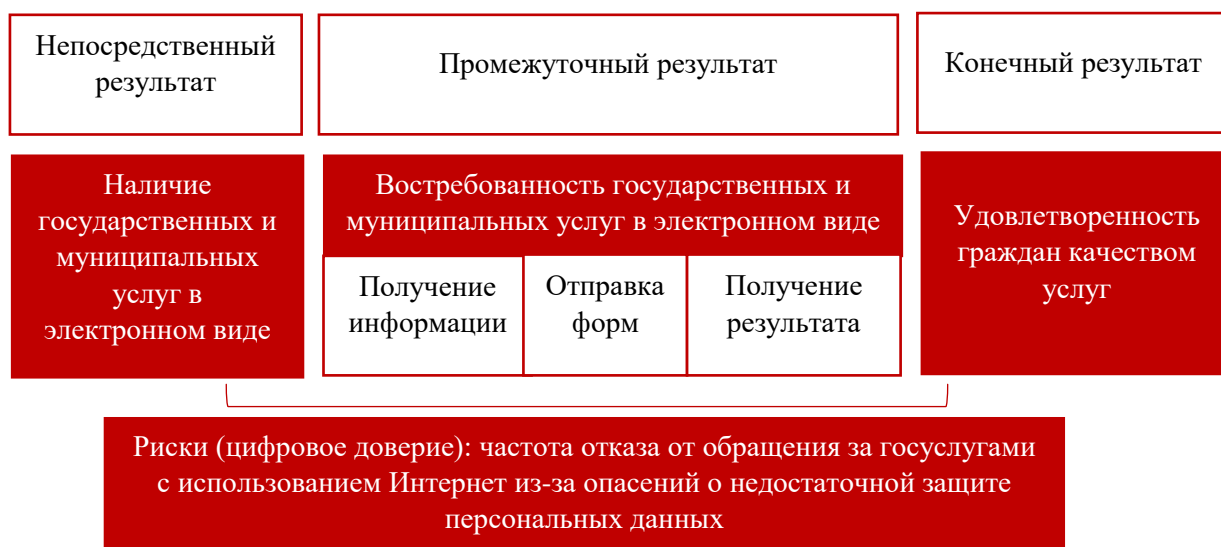 Непосредственный
результат
Промежуточный результат
Конечный результат
Наличие
государственных и
муниципальных
услуг в
электронном виде
Востребованность государственных и
муниципальных услуг в электронном виде
Получение
информации
Отправка
форм
Получение
результата
Удовлетворенность
граждан качеством
услуг
Риски (цифровое доверие): частота отказа от обращения за госуслугами
с использованием Интернет из-за опасений о недостаточной защите
персональных данных